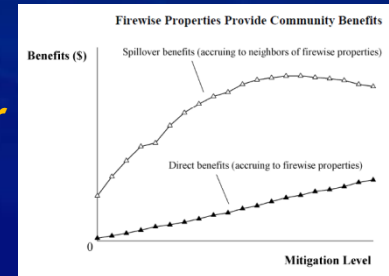 Firewise Properties Provide Community Benefits
Benefits ($)
Spillover benefits (accruing to neighbors of firewise properties)
Direct benefits (accruing to firewise properties)
0
Mitigation Level